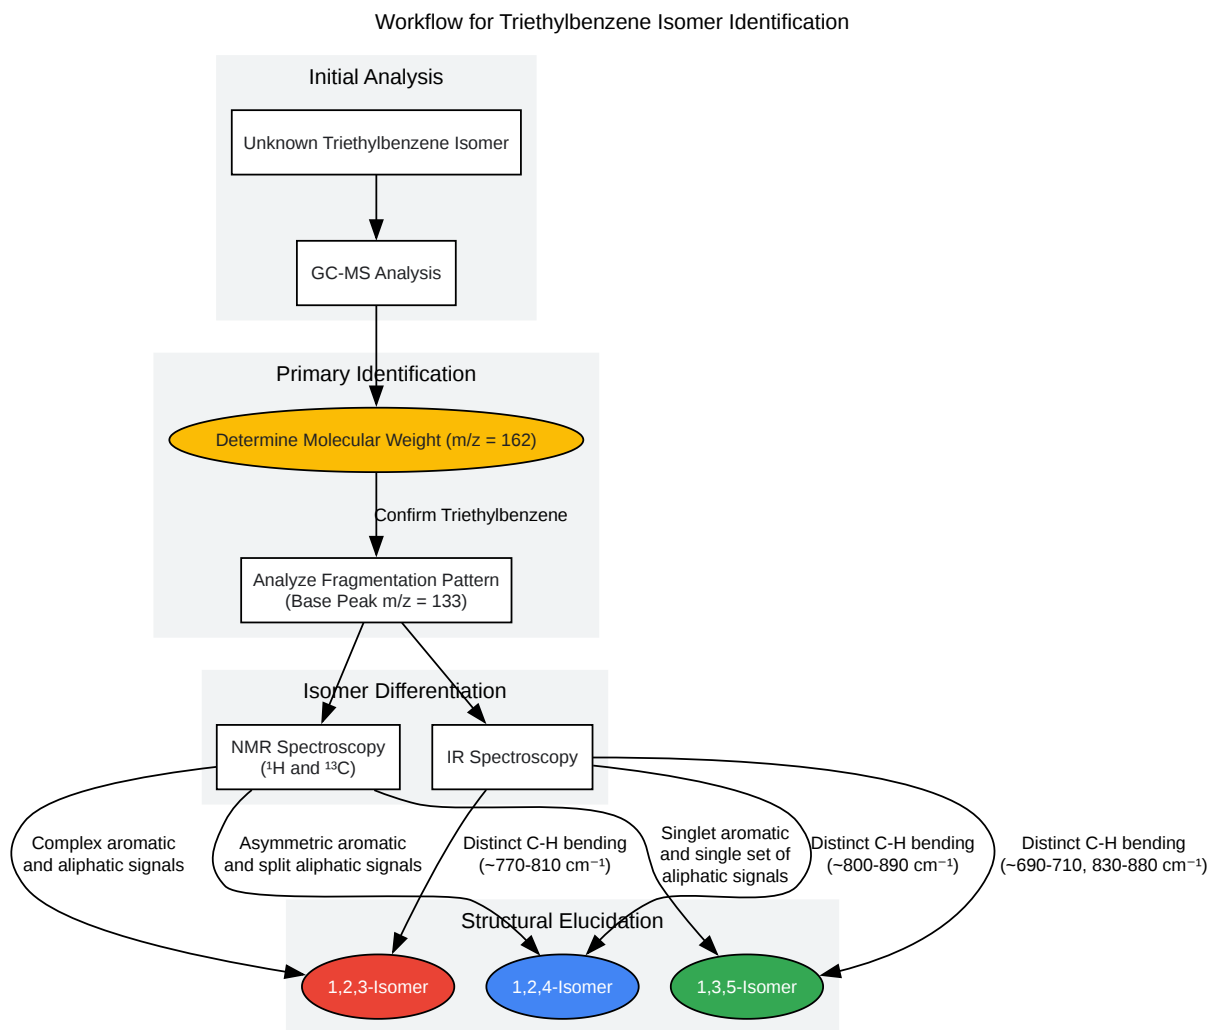 Workflow for Triethylbenzene Isomer Identification
Initial Analysis
Unknown Triethylbenzene Isomer
GC-MS Analysis
Primary Identification
Determine Molecular Weight (m/z = 162)
Confirm Triethylbenzene
Analyze Fragmentation Pattern
(Base Peak m/z = 133)
Isomer Differentiation
NMR Spectroscopy
(¹H and ¹³C)
IR Spectroscopy
Complex aromatic
and aliphatic signals
Asymmetric aromatic
and split aliphatic signals
Distinct C-H bending
(~770-810 cm⁻¹)
Singlet aromatic
and single set of
aliphatic signals
Distinct C-H bending
(~800-890 cm⁻¹)
Distinct C-H bending
(~690-710, 830-880 cm⁻¹)
Structural Elucidation
1,2,3-Isomer
1,2,4-Isomer
1,3,5-Isomer